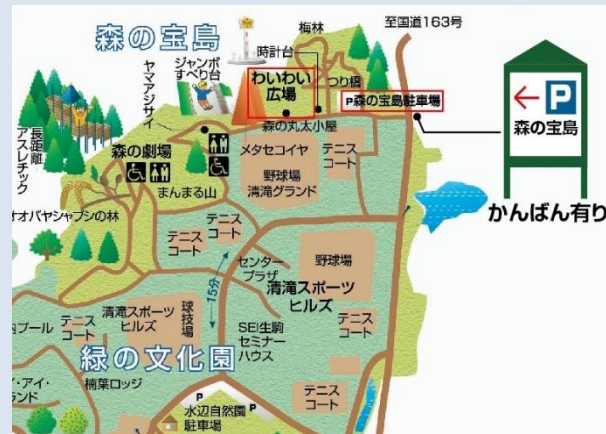 森の宝島
梅林
至国道163号
時計台
ジャンボ
すべり台
ヤマアジサイ
わいわい
広場
つり橋
P森の宝島駐車場
← P
森の宝島
かんばん有り
長距離
アスレチック
森の丸太小屋
森の劇場
メタセコイヤ
テニス
コート
野球場
清滝グランド
まんまる山
オオバヤシャブシの林
テニス
コート
テニス
コート
センター
プラザ
野球場
清滝スポーツ
ヒルズ
15分
清滝スポーツ
ヒルズ
球技場
プール
テニス
コート
SEI生駒
セミナー
ハウス
テニス
コート
緑の文化園
イ・アイ・
ランド
楠葉ロッジ
P
水辺自然園
駐車場
P
テニス
コート